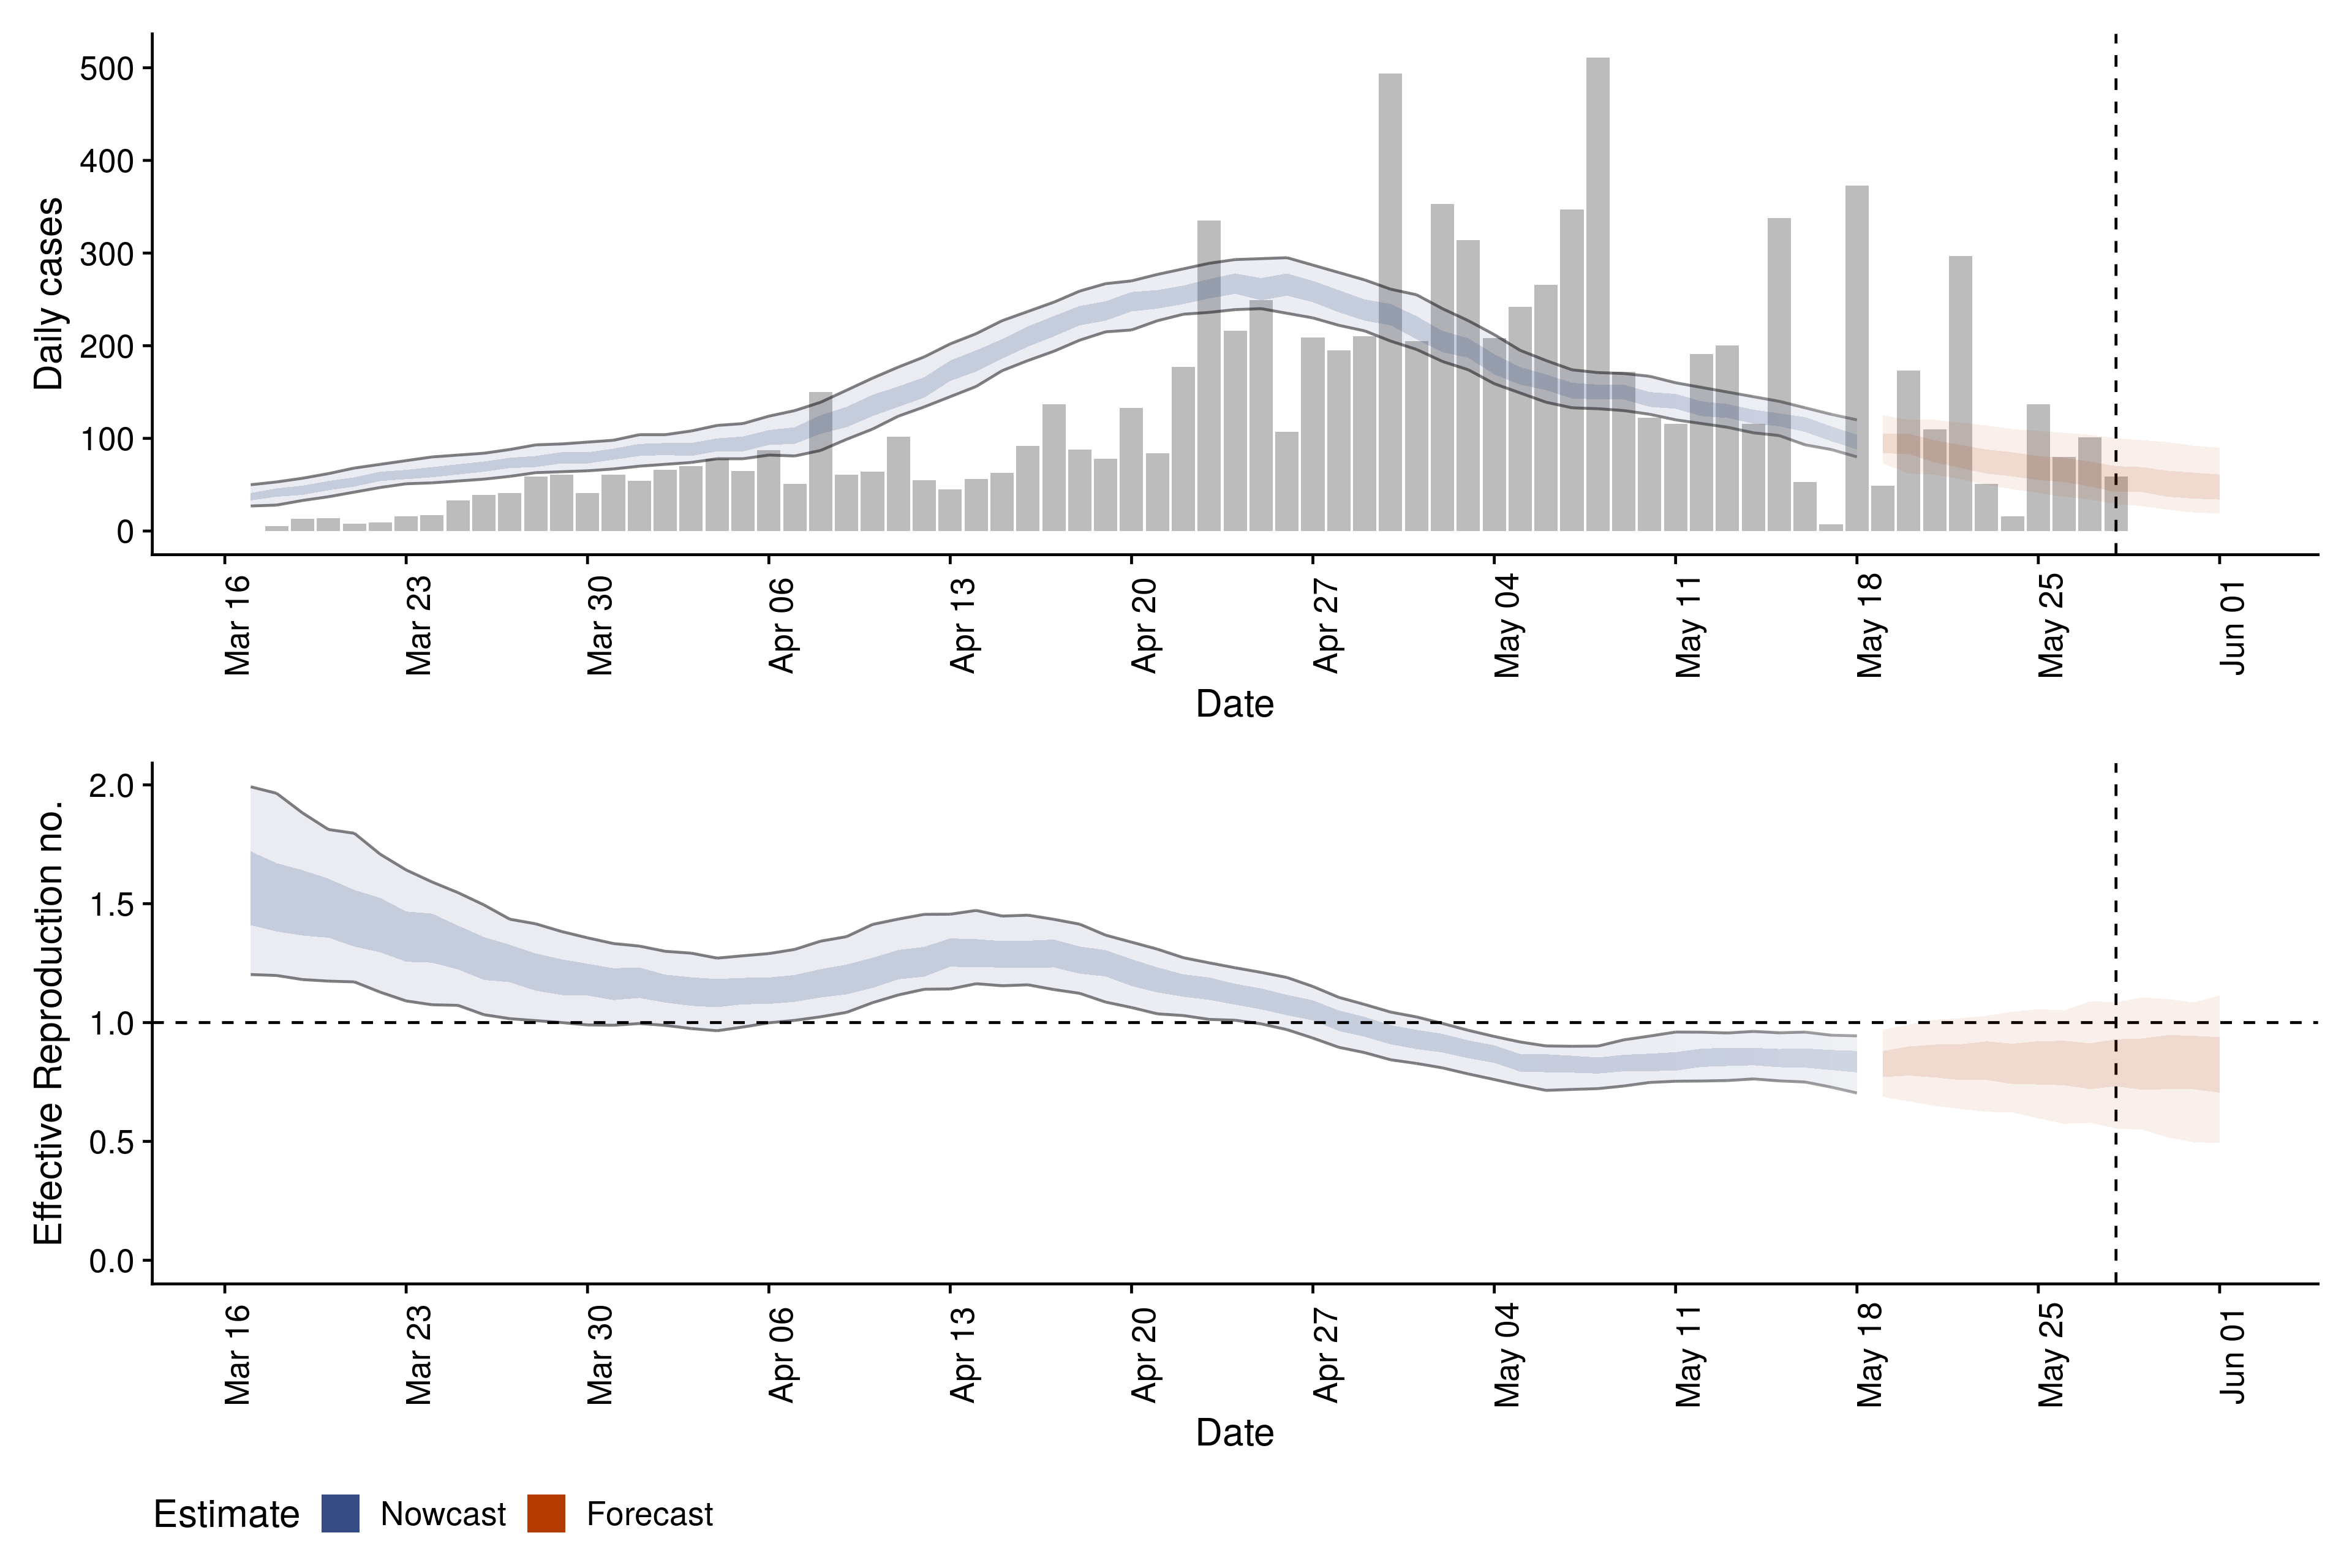 Daily cases
500
400
300
200
100
0
Mar 16
Mar 23
Mar 30
Apr 06
Apr 13
Apr 20
Apr 27
May 04
May 11
May 18
May 25
Jun 01
Date
Effective Reproduction no.
2.0
1.5
1.0
0.5
0.0
Mar 16
Mar 23
Mar 30
Apr 06
Apr 13
Apr 20
Apr 27
May 04
May 11
May 18
May 25
Jun 01
Date
Estimate Nowcast Forecast